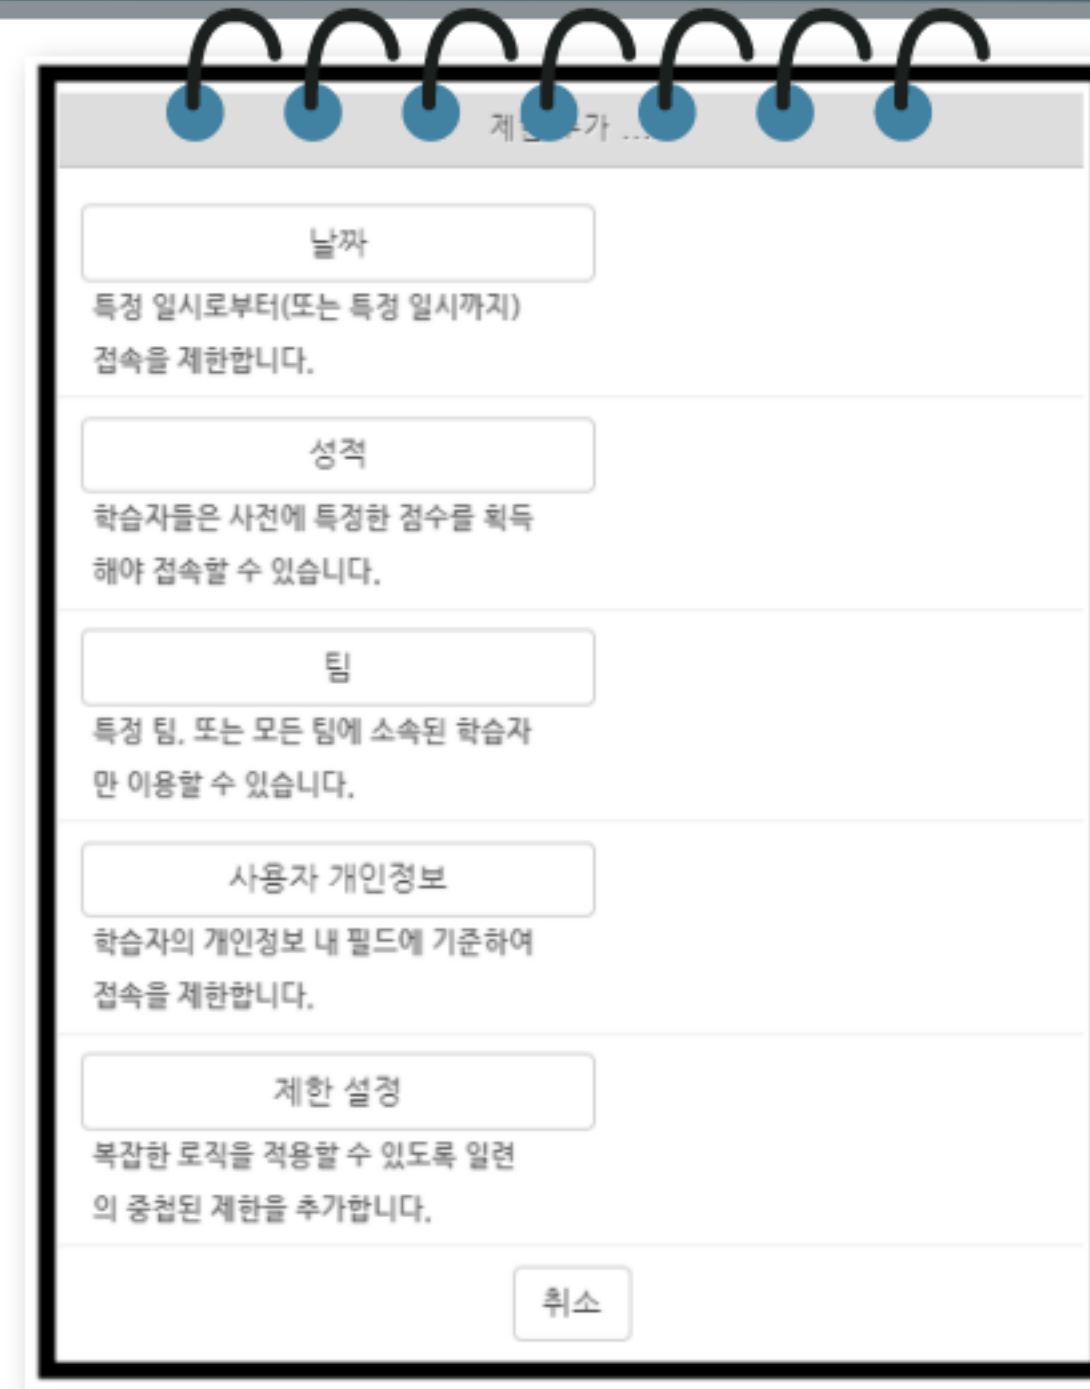 날짜
특정 일시로부터(또는 특정 일시까지)
접속을 제한합니다.
성적
학습자들은 사전에 특정한 점수를 획득
해야 접속할 수 있습니다.
팀
특정 팀, 또는 모든 팀에 소속된 학습자
만 이용할 수 있습니다.
사용자 개인정보
학습자의 개인정보 내 필드에 기준하여
접속을 제한합니다.
제한 설정
복잡한 로직을 적용할 수 있도록 일련
의 중첩된 제한을 추가합니다.
취소